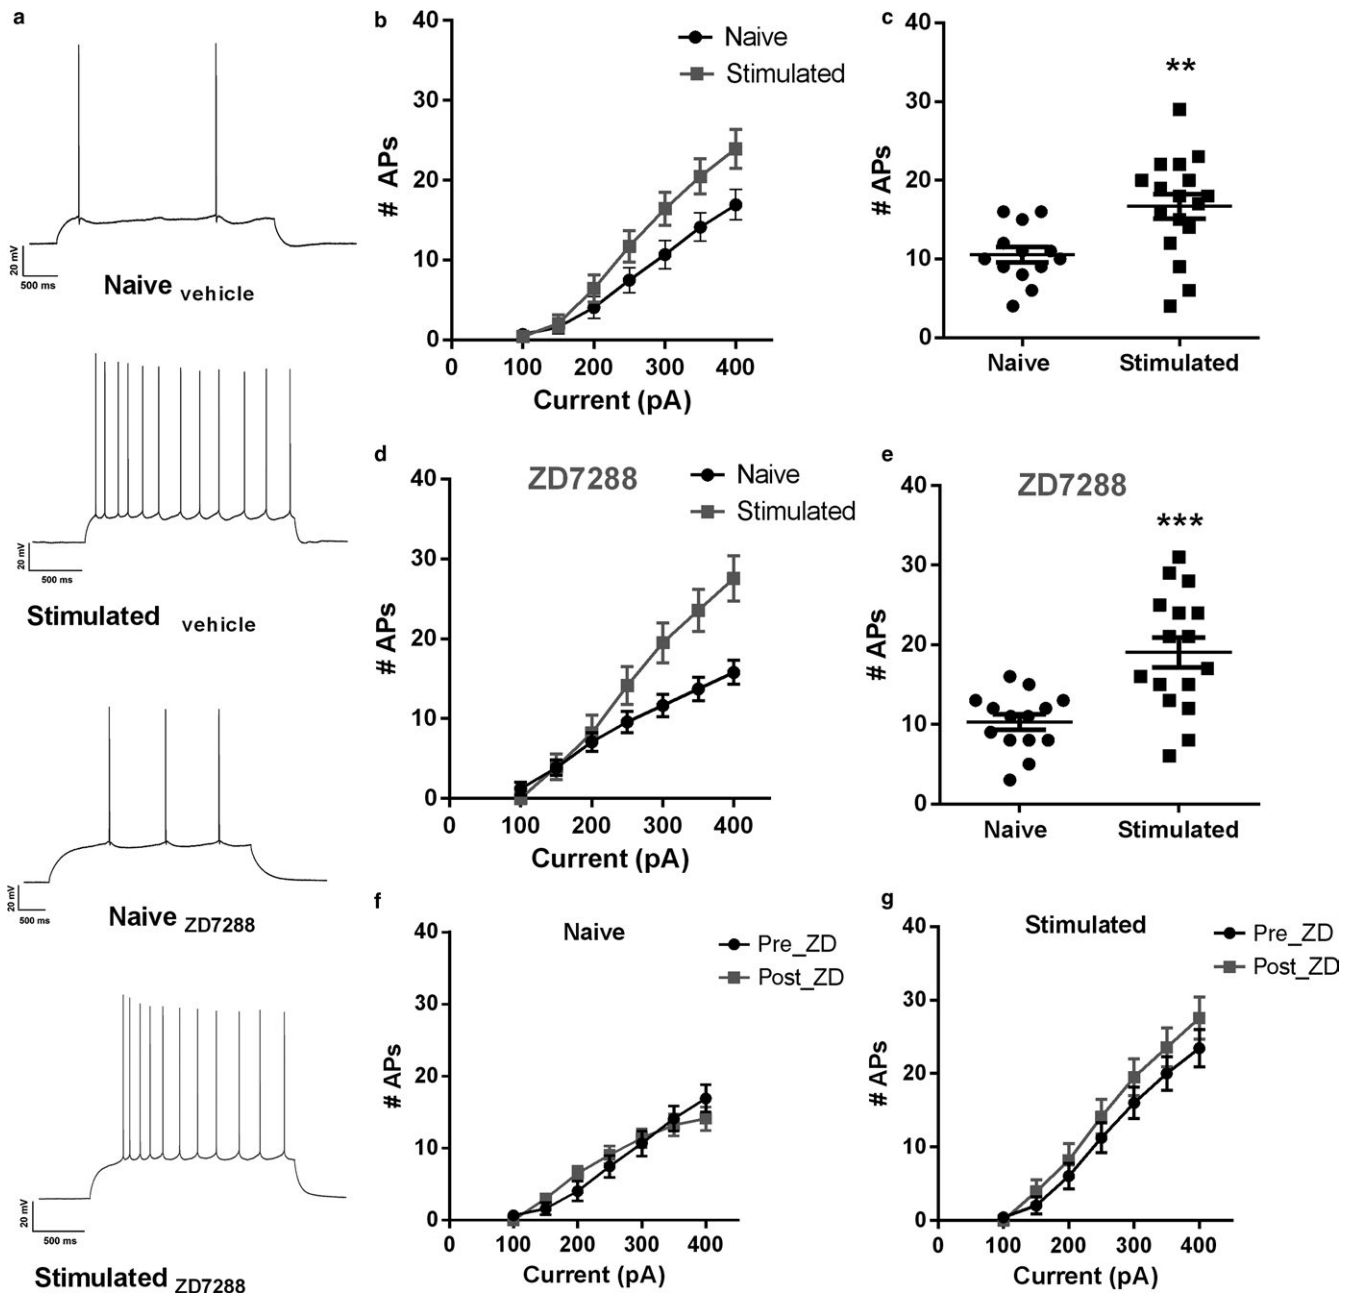 a
20 mV
500 ms
Naive vehicle
20 mV
500 ms
Stimulated vehicle
20 mV
500 ms
Naive ZD7288
20 mV
500 ms
Stimulated ZD7288
b
40
30
20
10
0
# APs
Naive
Stimulated
0 100 200 300 400
Current (pA)
c
40
30
20
10
0
# APs
**
Naive Stimulated
d
ZD7288
40
30
20
10
0
# APs
Naive
Stimulated
0 100 200 300 400
Current (pA)
e
ZD7288
40
30
20
10
0
# APs
***
Naive Stimulated
f
Naive
40
30
20
10
0
# APs
Pre_ZD
Post_ZD
0 100 200 300 400
Current (pA)
g
Stimulated
40
30
20
10
0
# APs
Pre_ZD
Post_ZD
0 100 200 300 400
Current (pA)